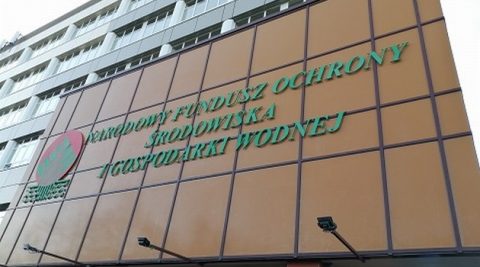 NARODOWY FUNDUSZ OCHRONY
ŚRODOWISKA
I GOSPODARKI WODNEJ